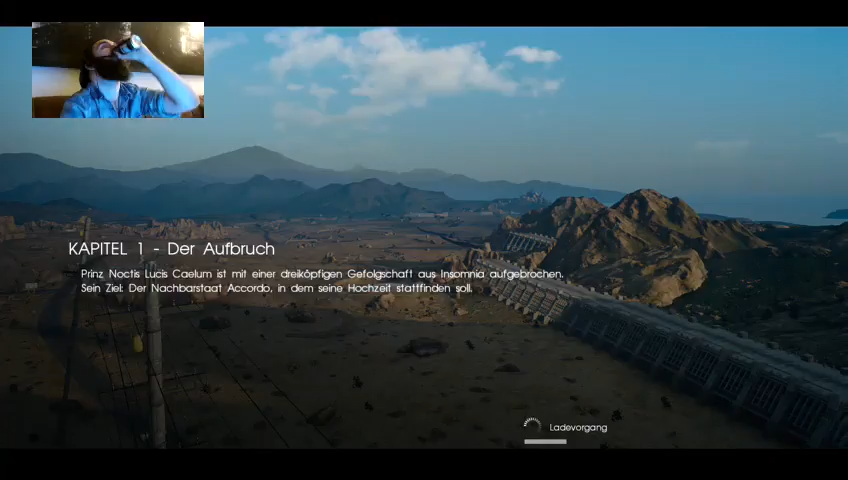 KAPITEL 1 - Der Aufbruch
Prinz Noctis Lucis Caelum ist mit einer dreiköpfigen Gefolgschaft aus Insomnia aufgebrochen.
Sein Ziel: Der Nachbarstaat Accordo, in dem seine Hochzeit stattfinden soll.
Ladevorgang